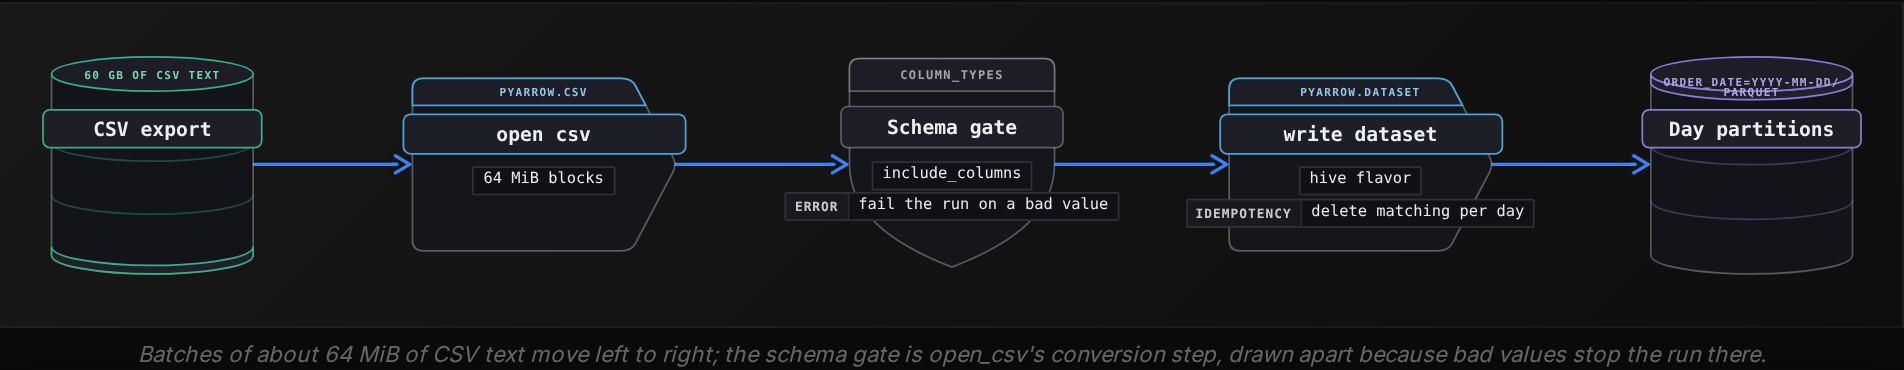 60 GB OF CSV TEXT
CSV export
PYARROW.CSV
open csv
64 MiB blocks
COLUMN_TYPES
Schema gate
include_columns
ERROR fail the run on a bad value
PYARROW.DATASET
write dataset
hive flavor
IDEMPOTENCY delete matching per day
ORDER_DATE=YYYY-MM-DD/
PARQUET
Day partitions
Batches of about 64 MiB of CSV text move left to right; the schema gate is open_csv's conversion step, drawn apart because bad values stop the run there.